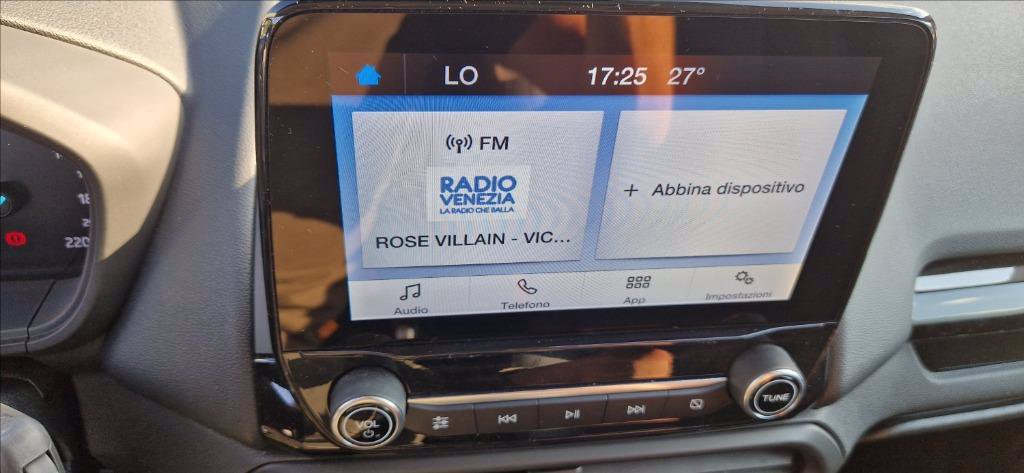 LO 17:25 27°
FM
RADIO
VENEZIA
LA RADIO CHE BALLA
ROSE VILLAIN - VIC...
+ Abbina dispositivo
Audio Telefono App Impostazioni
VOL
TUNE
220